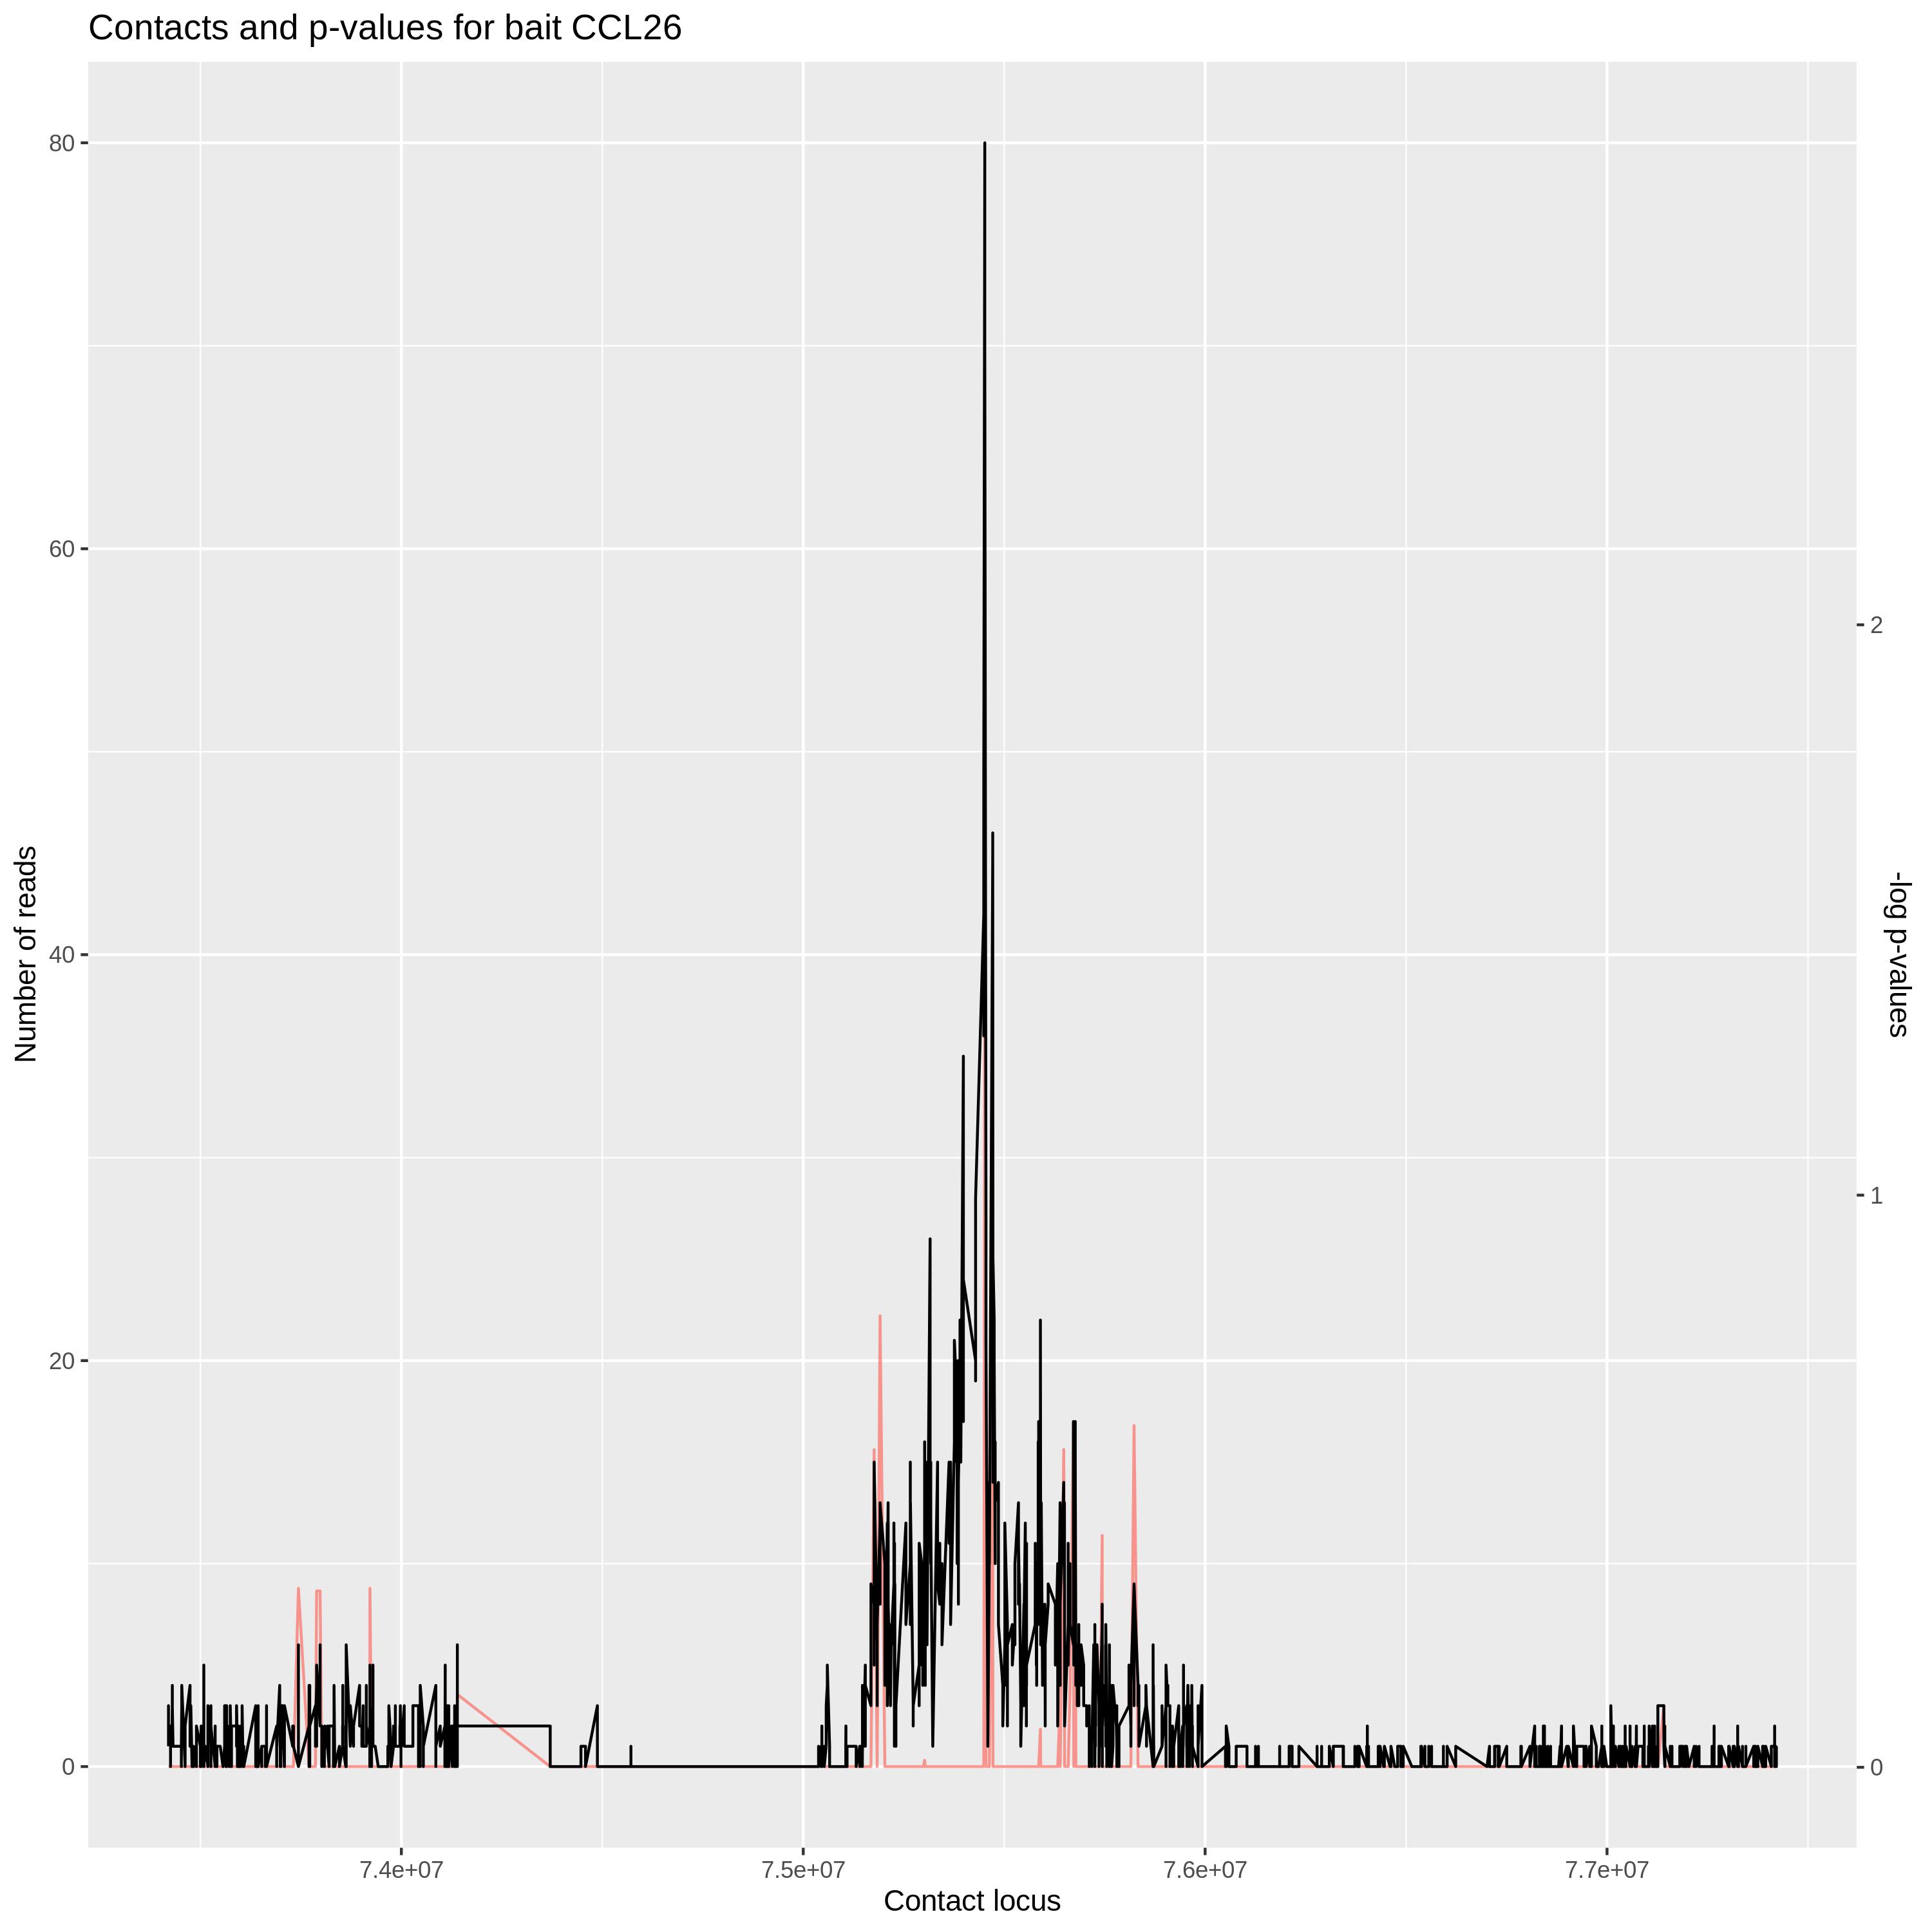 Contacts and p-values for bait CCL26
80
60
40
20
0
Number of reads
2
1
0
-log p-values
7.4e+07
7.5e+07
7.6e+07
7.7e+07
Contact locus